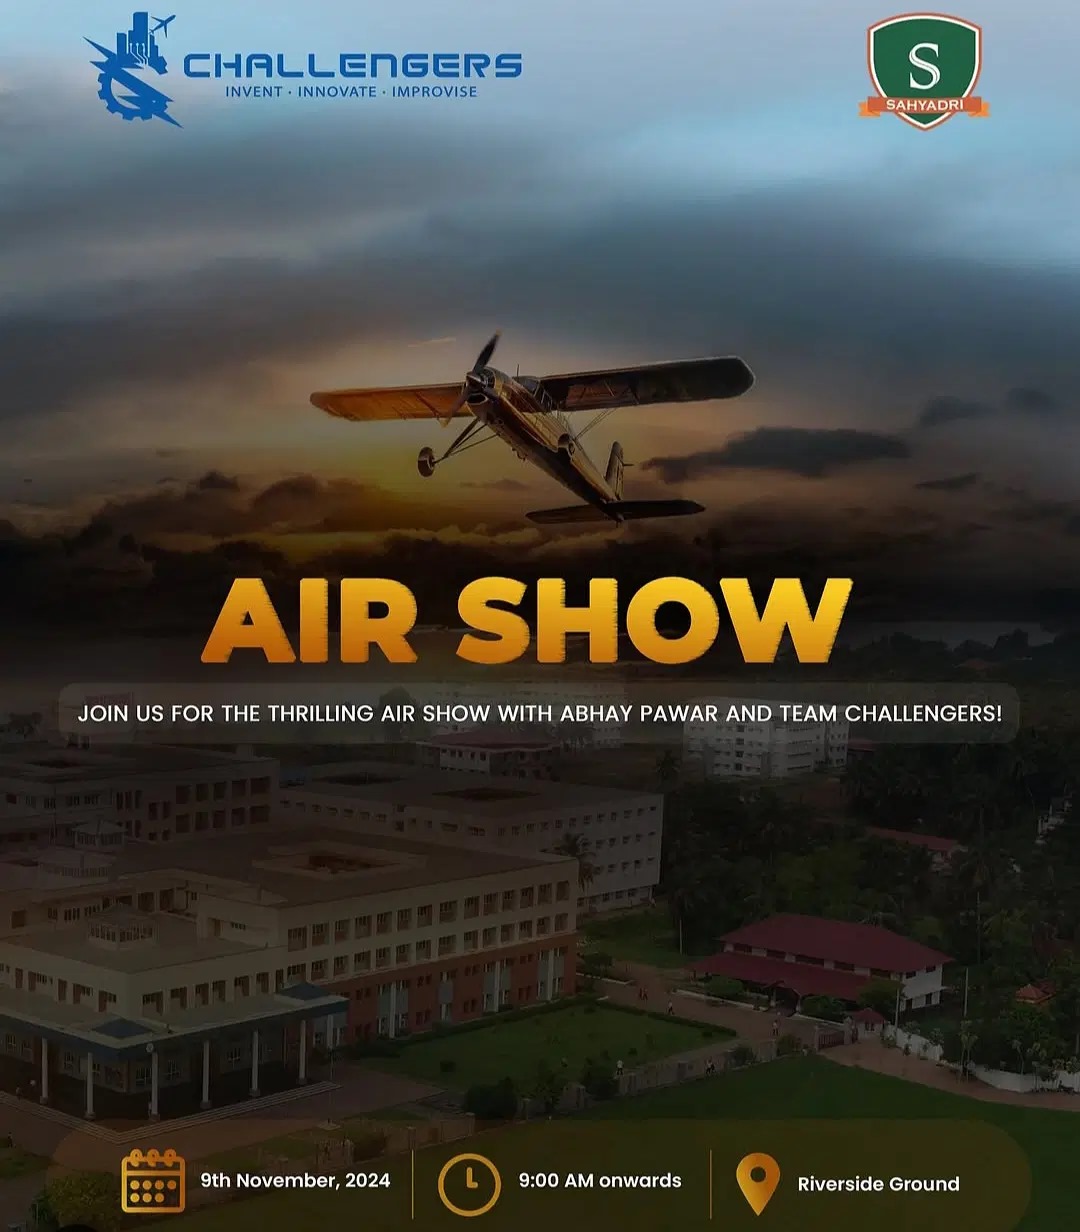 CHALLENGERS
INVENT · INNOVATE · IMPROVISE
S
SAHYADRI
AIR SHOW
JOIN US FOR THE THRILLING AIR SHOW WITH ABHAY PAWAR AND TEAM CHALLENGERS!
9th November, 2024
9:00 AM onwards
Riverside Ground